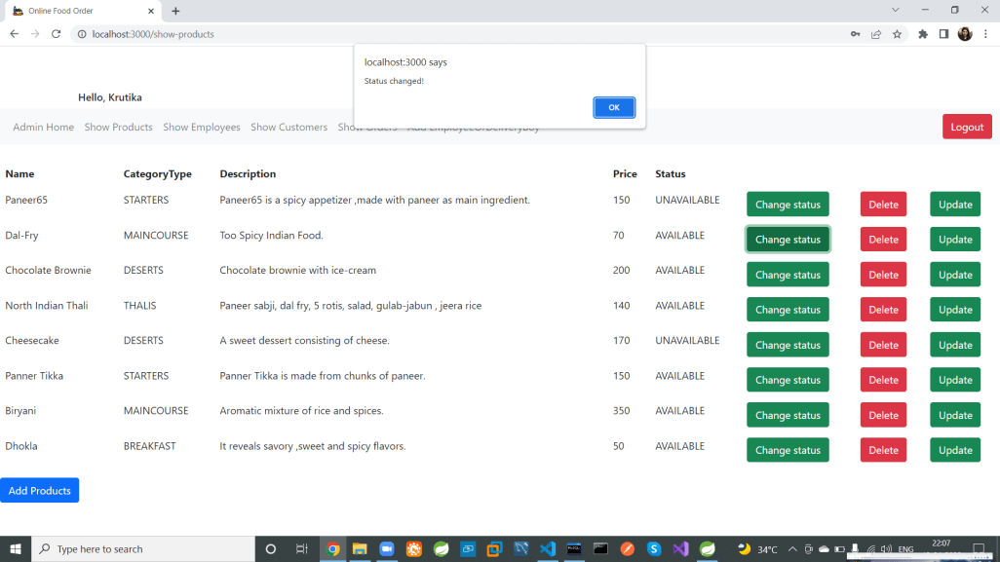 Online Food Order
localhost:3000/show-products
localhost:3000 says
Status changed!
OK
Hello, Krutika
Admin Home Show Products Show Employees Show Customers Show Orders Add EmployeeOrDeliveryBoy Logout
Name CategoryType Description Price Status
Paneer65 STARTERS Paneer65 is a spicy appetizer ,made with paneer as main ingredient. 150 UNAVAILABLE Change status Delete Update
Dal-Fry MAINCOURSE Too Spicy Indian Food. 70 AVAILABLE Change status Delete Update
Chocolate Brownie DESERTS Chocolate brownie with ice-cream 200 AVAILABLE Change status Delete Update
North Indian Thali THALIS Paneer sabji, dal fry, 5 rotis, salad, gulab-jabun , jeera rice 140 AVAILABLE Change status Delete Update
Cheesecake DESERTS A sweet dessert consisting of cheese. 170 UNAVAILABLE Change status Delete Update
Panner Tikka STARTERS Panner Tikka is made from chunks of paneer. 150 AVAILABLE Change status Delete Update
Biryani MAINCOURSE Aromatic mixture of rice and spices. 350 AVAILABLE Change status Delete Update
Dhokla BREAKFAST It reveals savory ,sweet and spicy flavors. 50 AVAILABLE Change status Delete Update
Add Products
Type here to search
34°C ENG 22:07